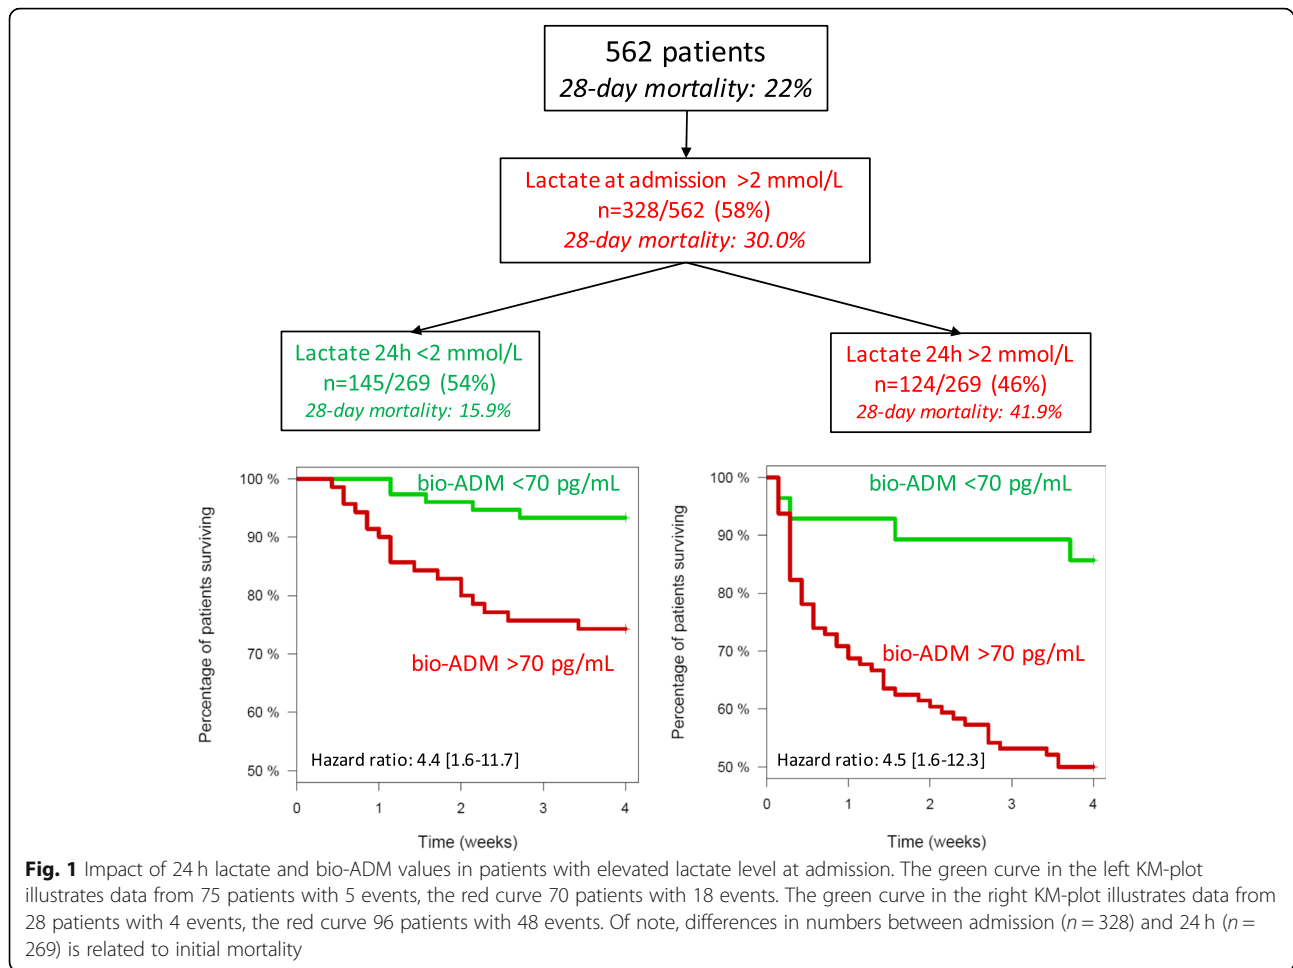 562 patients
28-day mortality: 22%
Lactate at admission >2 mmol/L
n=328/562 (58%)
28-day mortality: 30.0%
Lactate 24h <2 mmol/L
n=145/269 (54%)
28-day mortality: 15.9%
Lactate 24h >2 mmol/L
n=124/269 (46%)
28-day mortality: 41.9%
Percentage of patients surviving
100 %
90 %
80 %
70 %
60 %
50 %
bio-ADM <70 pg/mL
bio-ADM >70 pg/mL
Hazard ratio: 4.4 [1.6-11.7]
0 1 2 3 4
Time (weeks)
Percentage of patients surviving
100 %
90 %
80 %
70 %
60 %
50 %
bio-ADM <70 pg/mL
bio-ADM >70 pg/mL
Hazard ratio: 4.5 [1.6-12.3]
0 1 2 3 4
Time (weeks)
Fig. 1 Impact of 24 h lactate and bio-ADM values in patients with elevated lactate level at admission. The green curve in the left KM-plot
illustrates data from 75 patients with 5 events, the red curve 70 patients with 18 events. The green curve in the right KM-plot illustrates data from
28 patients with 4 events, the red curve 96 patients with 48 events. Of note, differences in numbers between admission (n = 328) and 24 h (n =
269) is related to initial mortality